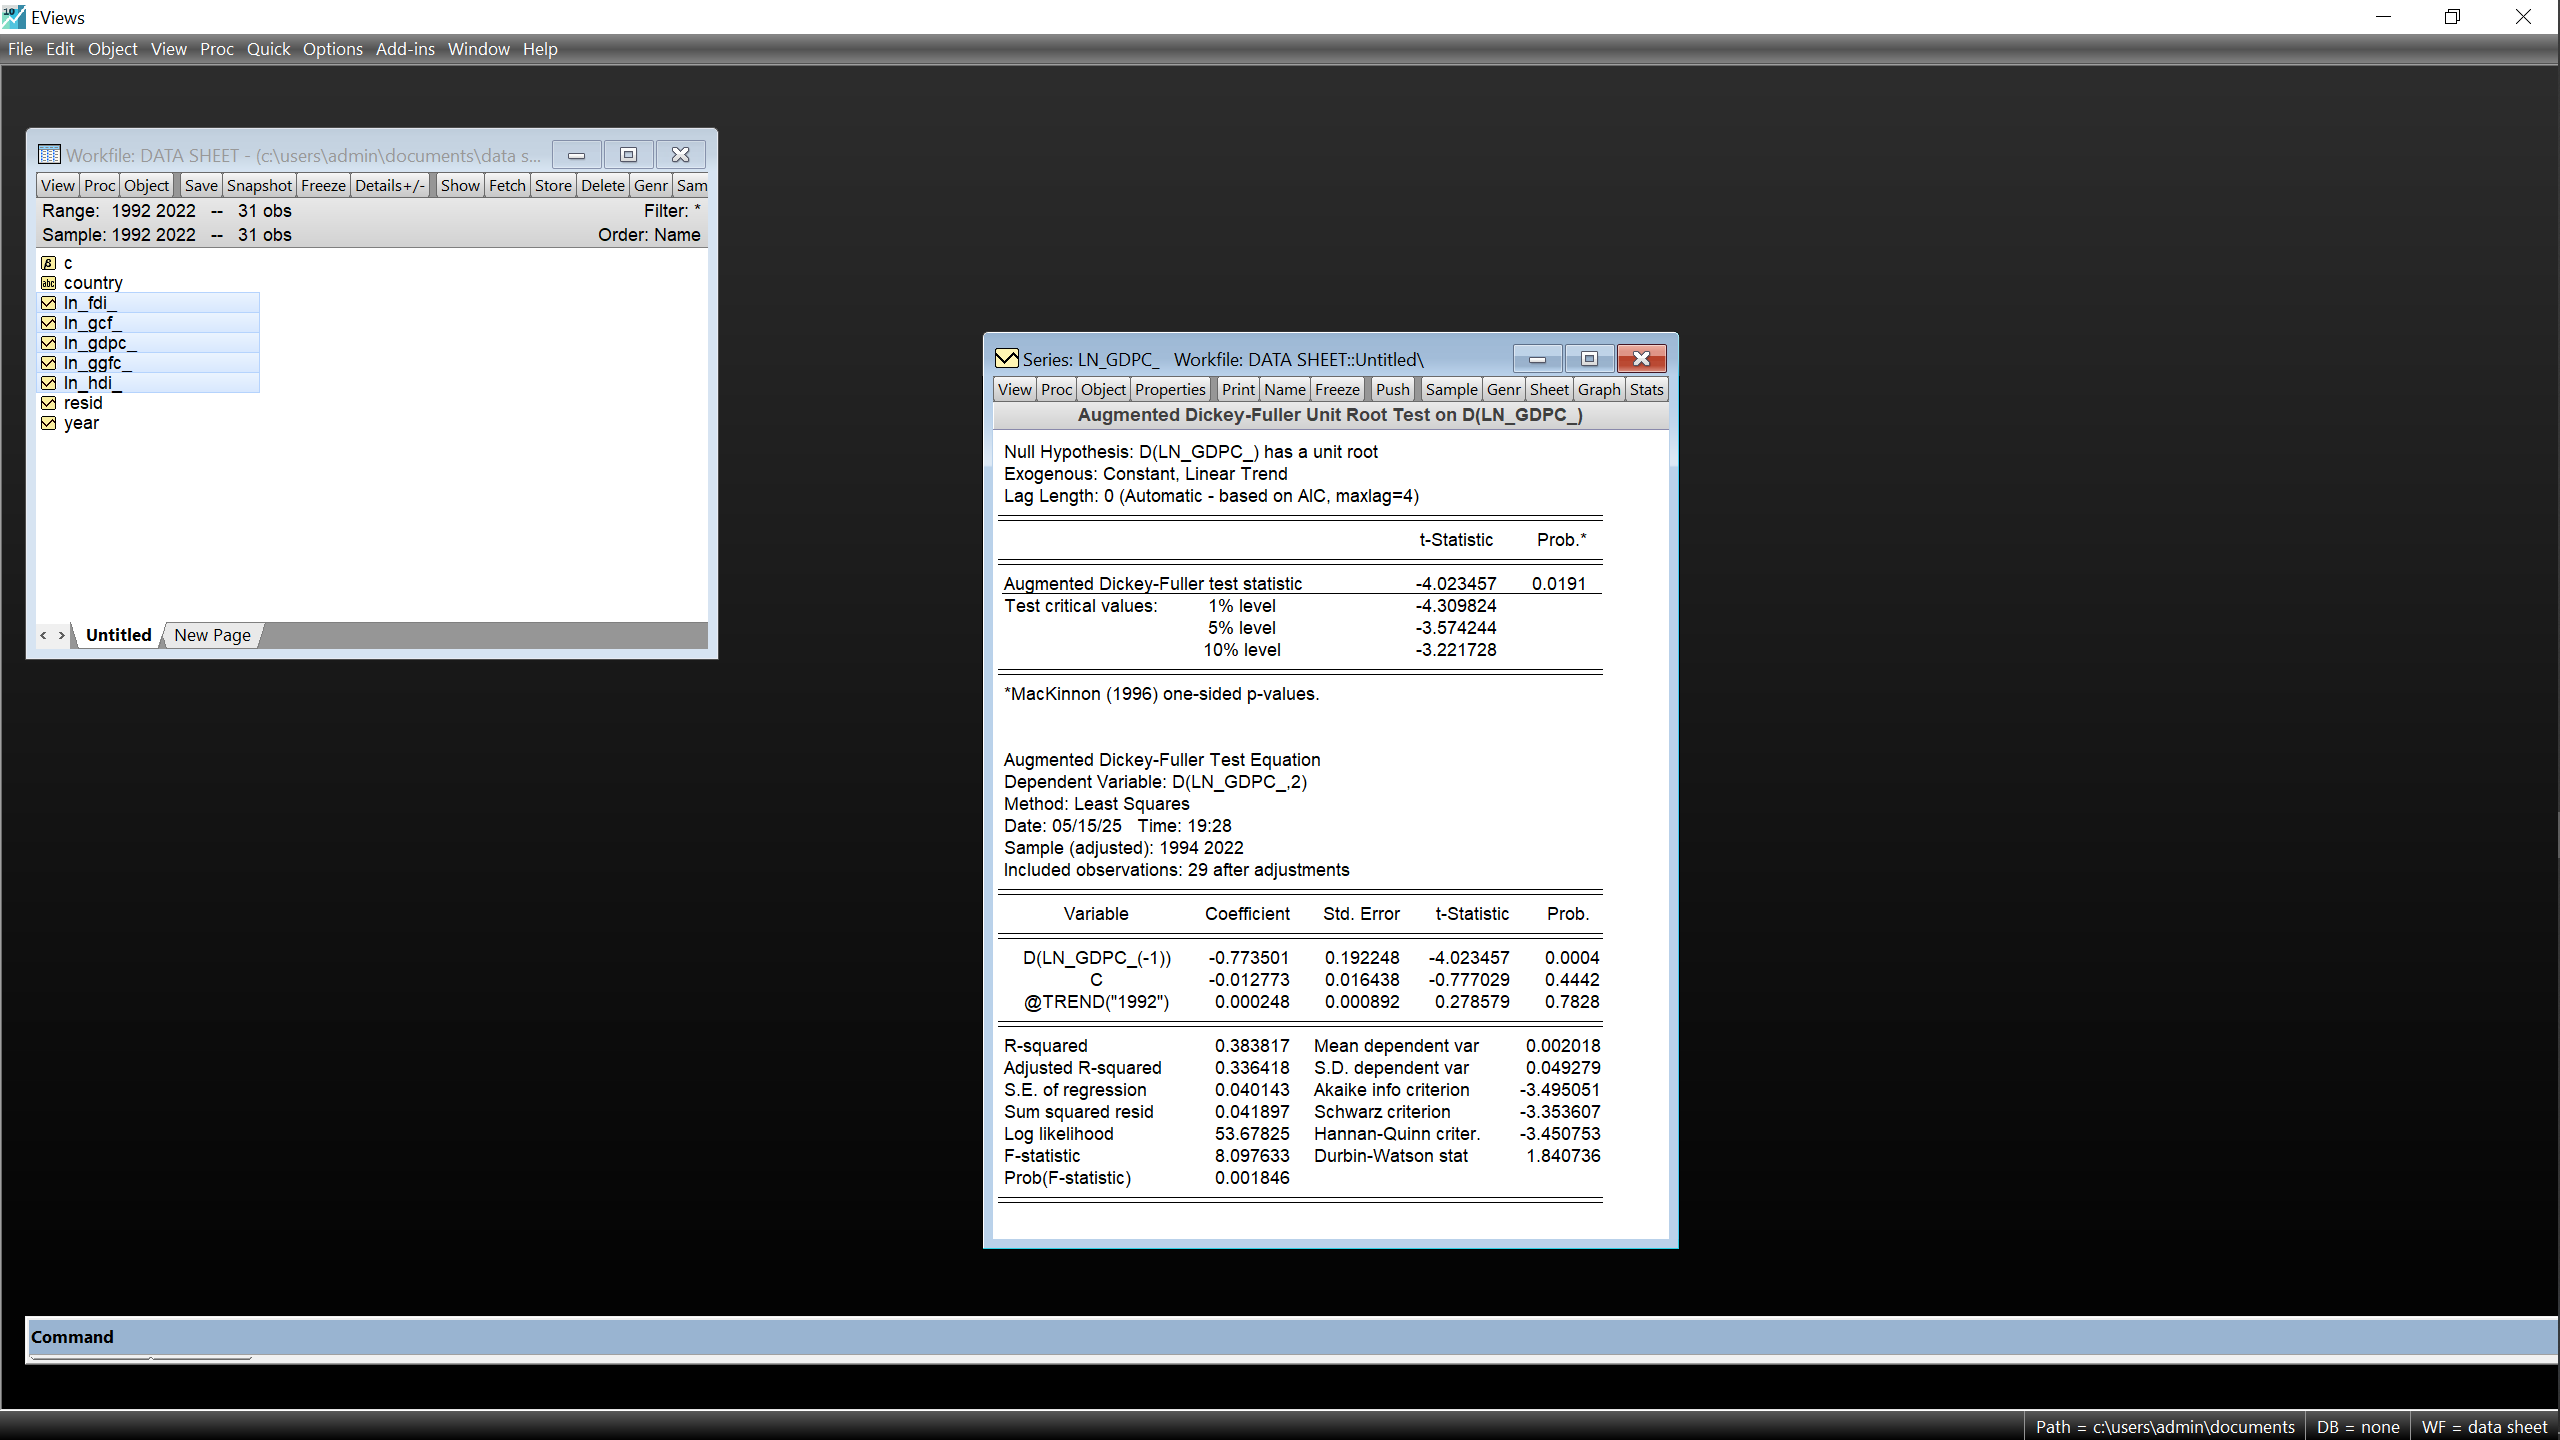 EViews
File Edit Object View Proc Quick Options Add-ins Window Help
Workfile: DATA SHEET - (c:\users\admin\documents\data s...
View Proc Object Save Snapshot Freeze Details+/- Show Fetch Store Delete Genr Sam
Range: 1992 2022 -- 31 obs Filter: *
Sample: 1992 2022 -- 31 obs Order: Name
c
country
ln_fdi_
ln_gcf_
ln_gdpc_
ln_ggfc_
ln_hdi_
resid
year
< > Untitled New Page
Series: LN_GDPC_ Workfile: DATA SHEET::Untitled\
View Proc Object Properties Print Name Freeze Push Sample Genr Sheet Graph Stats
Augmented Dickey-Fuller Unit Root Test on D(LN_GDPC_)
Null Hypothesis: D(LN_GDPC_) has a unit root
Exogenous: Constant, Linear Trend
Lag Length: 0 (Automatic - based on AIC, maxlag=4)
t-Statistic Prob.*
Augmented Dickey-Fuller test statistic -4.023457 0.0191
Test critical values: 1% level -4.309824
5% level -3.574244
10% level -3.221728
*MacKinnon (1996) one-sided p-values.
Augmented Dickey-Fuller Test Equation
Dependent Variable: D(LN_GDPC_,2)
Method: Least Squares
Date: 05/15/25 Time: 19:28
Sample (adjusted): 1994 2022
Included observations: 29 after adjustments
Variable Coefficient Std. Error t-Statistic Prob.
D(LN_GDPC_(-1)) -0.773501 0.192248 -4.023457 0.0004
C -0.012773 0.016438 -0.777029 0.4442
@TREND("1992") 0.000248 0.000892 0.278579 0.7828
R-squared 0.383817 Mean dependent var 0.002018
Adjusted R-squared 0.336418 S.D. dependent var 0.049279
S.E. of regression 0.040143 Akaike info criterion -3.495051
Sum squared resid 0.041897 Schwarz criterion -3.353607
Log likelihood 53.67825 Hannan-Quinn criter. -3.450753
F-statistic 8.097633 Durbin-Watson stat 1.840736
Prob(F-statistic) 0.001846
Command
Path = c:\users\admin\documents DB = none WF = data sheet